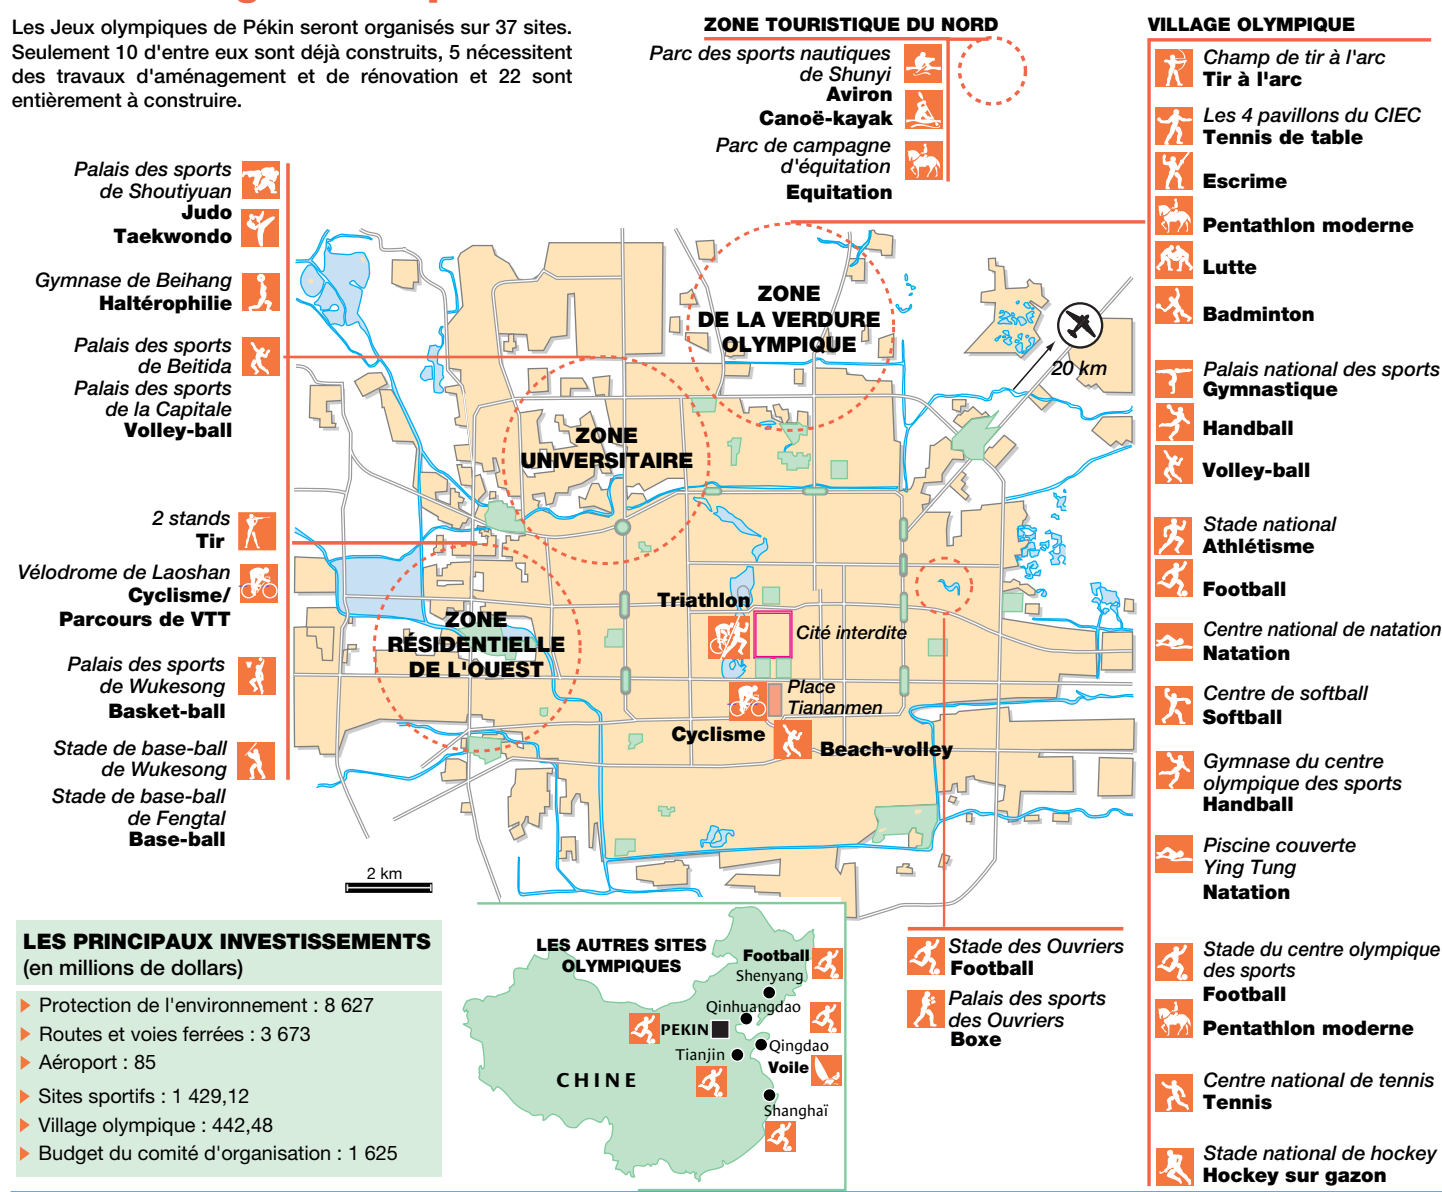 Les Jeux olympiques de Pékin seront organisés sur 37 sites.
Seulement 10 d'entre eux sont déjà construits, 5 nécessitent
des travaux d'aménagement et de rénovation et 22 sont
entièrement à construire.
ZONE TOURISTIQUE DU NORD
Parc des sports nautiques
de Shunyi
Aviron
Canoë-kayak
Parc de campagne
d'équitation
Equitation
VILLAGE OLYMPIQUE
Champ de tir à l'arc
Tir à l'arc
Les 4 pavillons du CIEC
Tennis de table
Escrime
Pentathlon moderne
Lutte
Badminton
Palais national des sports
Gymnastique
Handball
Volley-ball
Stade national
Athlétisme
Football
Centre national de natation
Natation
Centre de softball
Softball
Gymnase du centre
olympique des sports
Handball
Piscine couverte
Ying Tung
Natation
Stade du centre olympique
des sports
Football
Pentathlon moderne
Centre national de tennis
Tennis
Stade national de hockey
Hockey sur gazon
Palais des sports
de Shoutiyuan
Judo
Taekwondo
Gymnase de Beihang
Haltérophilie
Palais des sports
de Beitida
Palais des sports
de la Capitale
Volley-ball
2 stands
Tir
Vélodrome de Laoshan
Cyclisme/
Parcours de VTT
Palais des sports
de Wukesong
Basket-ball
Stade de base-ball
de Wukesong
Stade de base-ball
de Fengtal
Base-ball
ZONE
DE LA VERDURE
OLYMPIQUE
20 km
ZONE
UNIVERSITAIRE
ZONE
RÉSIDENTIELLE
DE L'OUEST
Triathlon
Cité interdite
Place
Tiananmen
Cyclisme
Beach-volley
2 km
Stade des Ouvriers
Football
Palais des sports
des Ouvriers
Boxe
LES PRINCIPAUX INVESTISSEMENTS
(en millions de dollars)
Protection de l'environnement : 8 627
Routes et voies ferrées : 3 673
Aéroport : 85
Sites sportifs : 1 429,12
Village olympique : 442,48
Budget du comité d'organisation : 1 625
LES AUTRES SITES
OLYMPIQUES
Football
Shenyang
Qinhuangdao
PEKIN
Qingdao
Tianjin
Voile
CHINE
Shanghaï